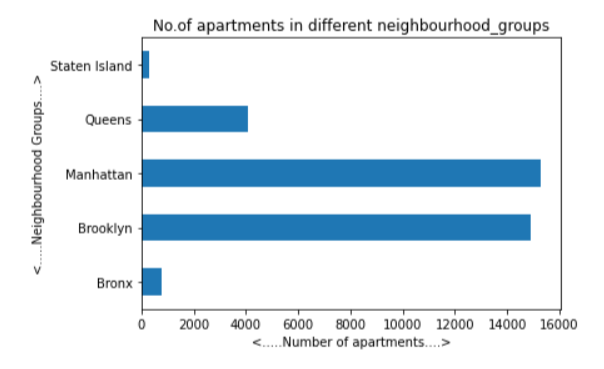 No.of apartments in different neighbourhood_groups
<.....Neighbourhood Groups....>
Staten Island
Queens
Manhattan
Brooklyn
Bronx
0 2000 4000 6000 8000 10000 12000 14000 16000
<.....Number of apartments....>